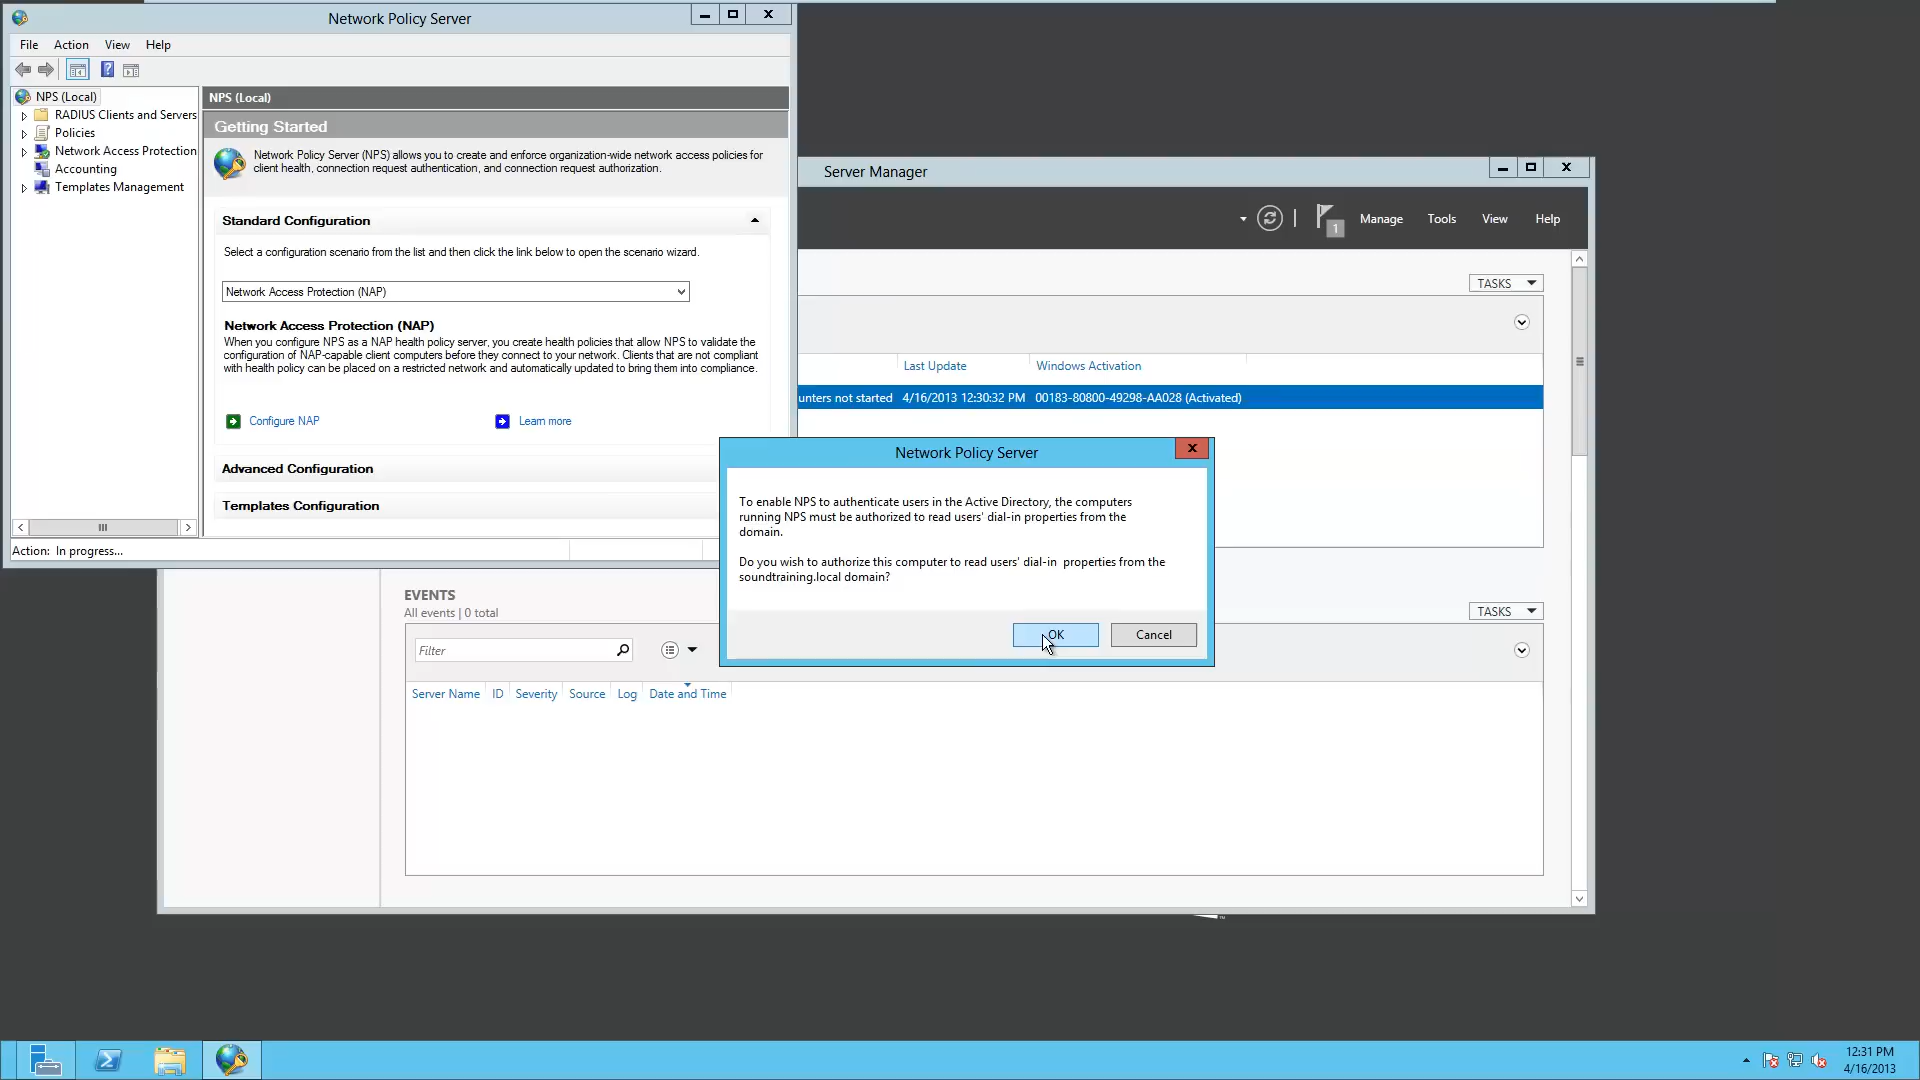 Network Policy Server
File Action View Help
NPS (Local)
RADIUS Clients and Servers
Policies
Network Access Protection
Accounting
Templates Management
NPS (Local)
Getting Started
Network Policy Server (NPS) allows you to create and enforce organization-wide network access policies for
client health, connection request authentication, and connection request authorization.
Standard Configuration
Select a configuration scenario from the list and then click the link below to open the scenario wizard.
Network Access Protection (NAP)
Network Access Protection (NAP)
When you configure NPS as a NAP health policy server, you create health policies that allow NPS to validate the
configuration of NAP-capable client computers before they connect to your network. Clients that are not compliant
with health policy can be placed on a restricted network and automatically updated to bring them into compliance.
Configure NAP Learn more
Advanced Configuration
Templates Configuration
Action: In progress...
Server Manager
1 Manage Tools View Help
TASKS
Last Update Windows Activation
unters not started 4/16/2013 12:30:32 PM 00183-80800-49298-AA028 (Activated)
Network Policy Server
To enable NPS to authenticate users in the Active Directory, the computers
running NPS must be authorized to read users' dial-in properties from the
domain.
Do you wish to authorize this computer to read users' dial-in properties from the
soundtraining.local domain?
OK Cancel
EVENTS
All events | 0 total
TASKS
Filter
Server Name ID Severity Source Log Date and Time
12:31 PM
4/16/2013